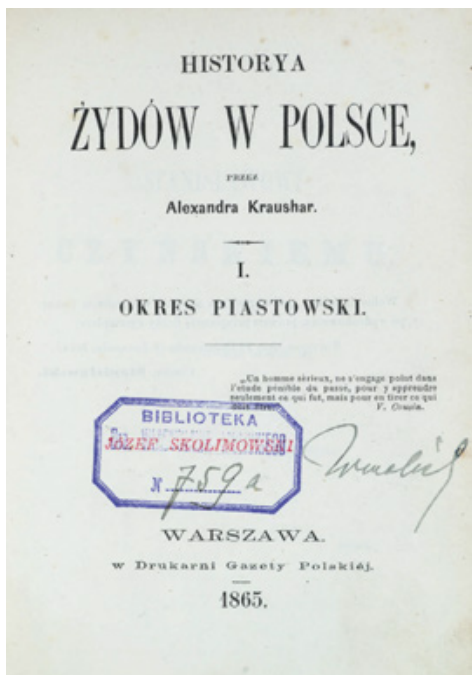 HISTORYA
ŻYDÓW W POLSCE,
PRZEZ
Alexandra Kraushar.
I.
OKRES PIASTOWSKI.
„Un homme sérieux, ne s'engage point dans
l'étude pénible du passe, pour y apprendre
seulement ce qui fut, mais pour en tirer ce qui
V. Cousin.
BIBLIOTEKA
JÓZEF SKOLIMOWSKI
N 759a
WARSZAWA.
w Drukarni Gazety Polskiéj.
1865.